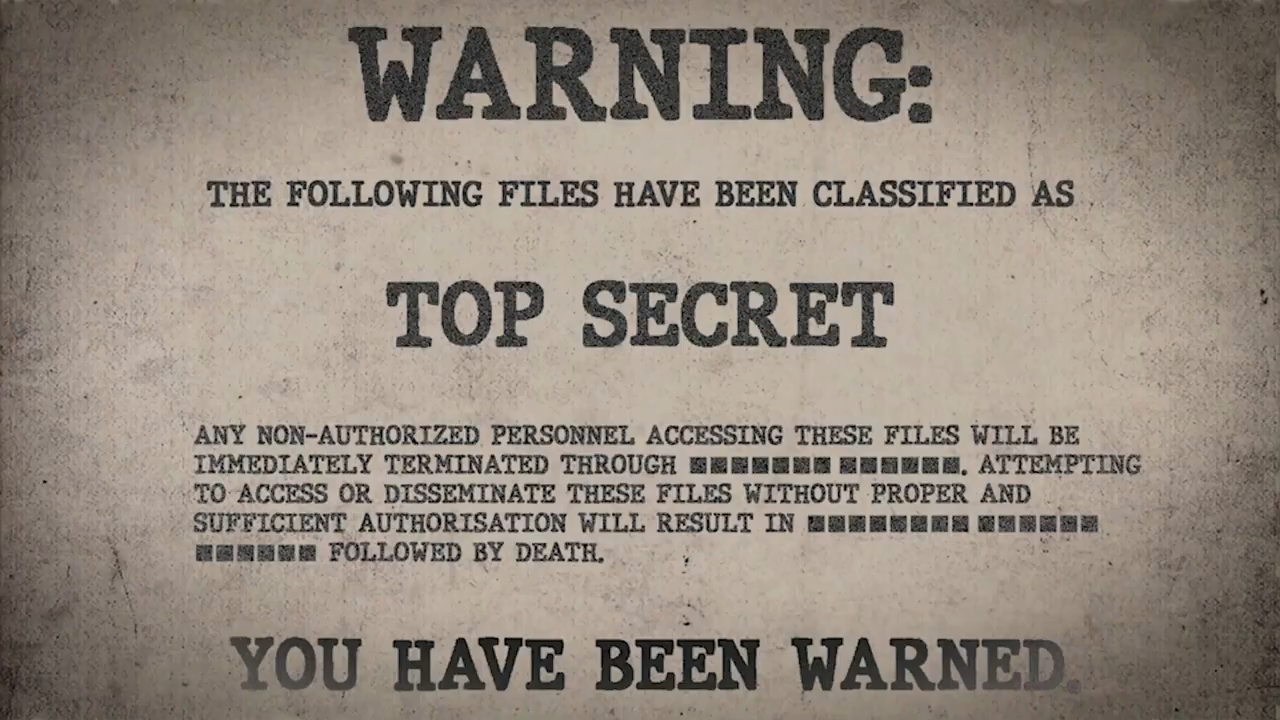 WARNING:
THE FOLLOWING FILES HAVE BEEN CLASSIFIED AS
TOP SECRET
ANY NON-AUTHORIZED PERSONNEL ACCESSING THESE FILES WILL BE
IMMEDIATELY TERMINATED THROUGH ■■■■■■■ ■■■■■■. ATTEMPTING
TO ACCESS OR DISSEMINATE THESE FILES WITHOUT PROPER AND
SUFFICIENT AUTHORISATION WILL RESULT IN ■■■■■■■■ ■■■■■■
■■■■■■ FOLLOWED BY DEATH.
YOU HAVE BEEN WARNED.